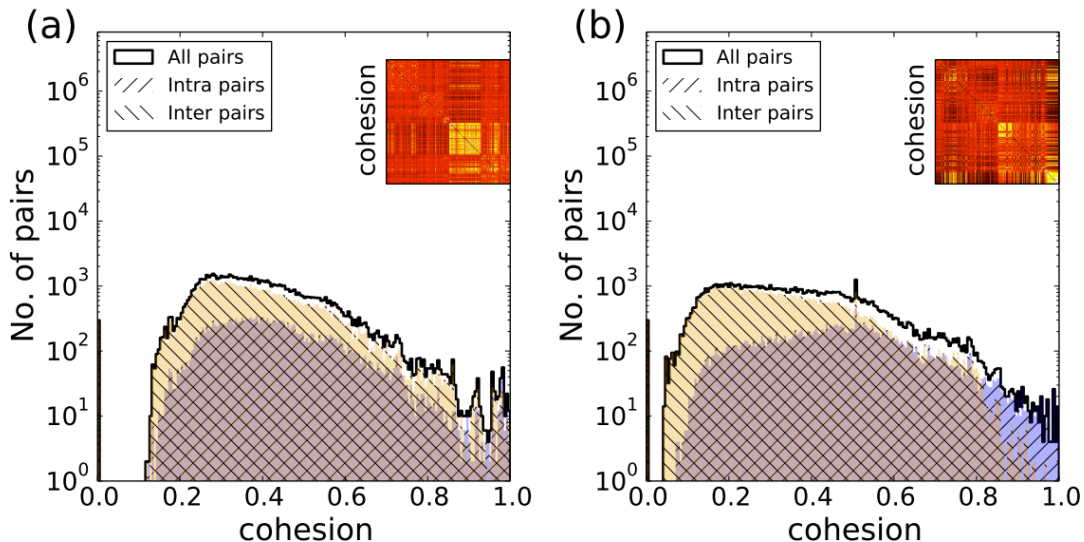 (a)
All pairs
Intra pairs
Inter pairs
cohesion
No. of pairs
10^6
10^5
10^4
10^3
10^2
10^1
10^0
0.0 0.2 0.4 0.6 0.8 1.0
cohesion
(b)
All pairs
Intra pairs
Inter pairs
cohesion
No. of pairs
10^6
10^5
10^4
10^3
10^2
10^1
10^0
0.0 0.2 0.4 0.6 0.8 1.0
cohesion